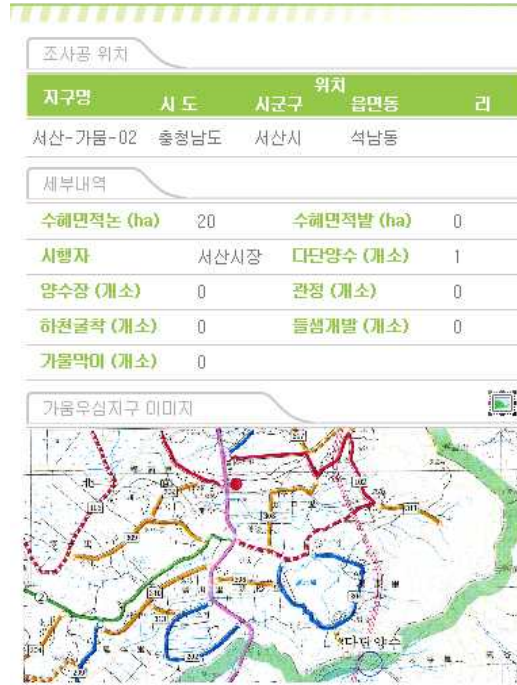 조사공 위치
지구명 위치
시 도 시군구 읍면동 리
서산-가뭄-02 충청남도 서산시 석남동
세부내역
수혜면적논 (ha) 20 수혜면적밭 (ha) 0
시행자 서산시장 다단양수 (개소) 1
양수장 (개소) 0 관정 (개소) 0
하천굴착 (개소) 0 들샘개발 (개소) 0
가물막이 (개소) 0
가움우심지구 이미지
다단양수